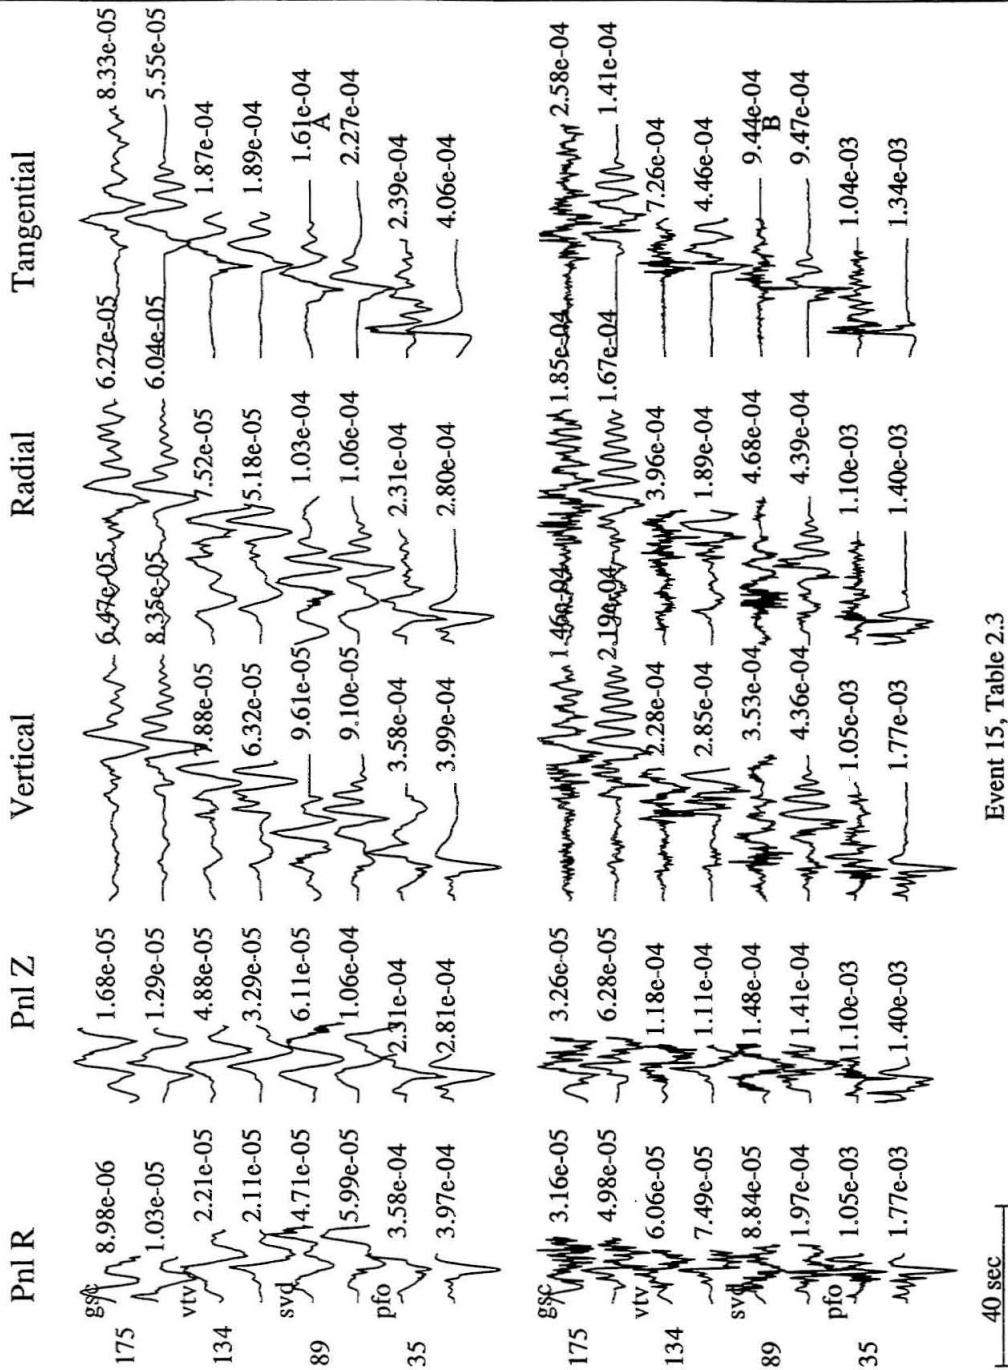 Pnl R Pnl Z Vertical Radial Tangential
gsc 8.98e-06 1.68e-05 6.47e-05 6.27e-05 8.33e-05
175 1.03e-05 1.29e-05 8.35e-05 6.04e-05 5.55e-05
vtv 2.21e-05 4.88e-05 7.88e-05 7.52e-05 1.87e-04
134 2.11e-05 3.29e-05 6.32e-05 5.18e-05 1.89e-04
svd 4.71e-05 6.11e-05 9.61e-05 1.03e-04 1.61e-04
A
89 5.99e-05 1.06e-04 9.10e-05 1.06e-04 2.27e-04
pfo 3.58e-04 2.31e-04 3.58e-04 2.31e-04 2.39e-04
35 3.97e-04 2.81e-04 3.99e-04 2.80e-04 4.06e-04
gsc 3.16e-05 3.26e-05 1.46e-04 1.85e-04 2.58e-04
175 4.98e-05 6.28e-05 2.19e-04 1.67e-04 1.41e-04
vtv 6.06e-05 1.18e-04 2.28e-04 3.96e-04 7.26e-04
134 7.49e-05 1.11e-04 2.85e-04 1.89e-04 4.46e-04
svd 8.84e-05 1.48e-04 3.53e-04 4.68e-04 9.44e-04
B
89 1.97e-04 1.41e-04 4.36e-04 4.39e-04 9.47e-04
pfo 1.05e-03 1.10e-03 1.05e-03 1.10e-03 1.04e-03
35 1.77e-03 1.40e-03 1.77e-03 1.40e-03 1.34e-03
40 sec
Event 15, Table 2.3